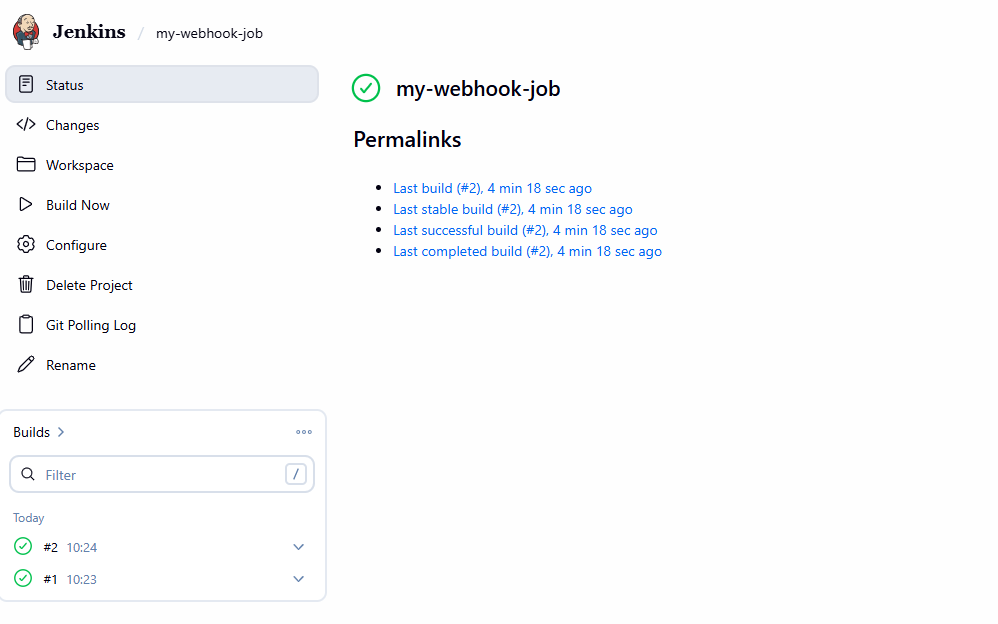 Jenkins / my-webhook-job
Status
Changes
Workspace
Build Now
Configure
Delete Project
Git Polling Log
Rename
Builds
Filter /
Today
#2 10:24
#1 10:23
my-webhook-job
Permalinks
Last build (#2), 4 min 18 sec ago
Last stable build (#2), 4 min 18 sec ago
Last successful build (#2), 4 min 18 sec ago
Last completed build (#2), 4 min 18 sec ago